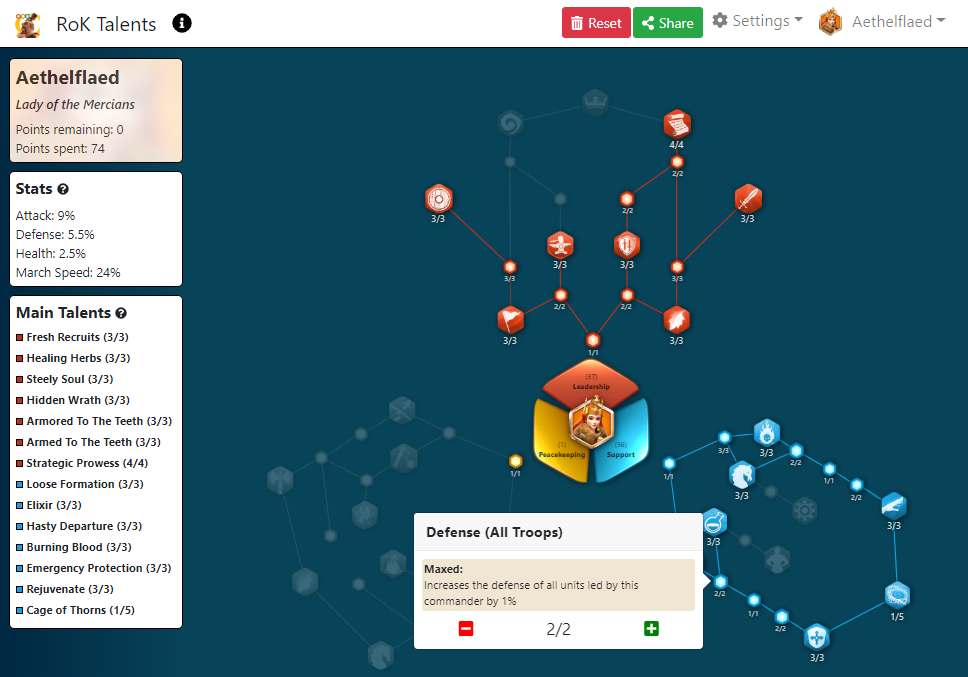 RoK Talents
Reset
Share
Settings
Aethelflaed
Aethelflaed
Lady of the Mercians
Points remaining: 0
Points spent: 74
Stats
Attack: 9%
Defense: 5.5%
Health: 2.5%
March Speed: 24%
Main Talents
Fresh Recruits (3/3)
Healing Herbs (3/3)
Steely Soul (3/3)
Hidden Wrath (3/3)
Armored To The Teeth (3/3)
Armed To The Teeth (3/3)
Strategic Prowess (4/4)
Loose Formation (3/3)
Elixir (3/3)
Hasty Departure (3/3)
Burning Blood (3/3)
Emergency Protection (3/3)
Rejuvenate (3/3)
Cage of Thorns (1/5)
4/4
2/2
3/3
2/2
3/3
3/3
3/3
3/3
3/3
2/2
2/2
3/3
3/3
1/1
(37)
Leadership
(1)
Peacekeeping
(36)
Support
1/1
1/1
3/3
3/3
2/2
3/3
1/1
2/2
3/3
3/3
2/2
1/1
2/2
3/3
1/5
Defense (All Troops)
Maxed:
Increases the defense of all units led by this
commander by 1%
2/2